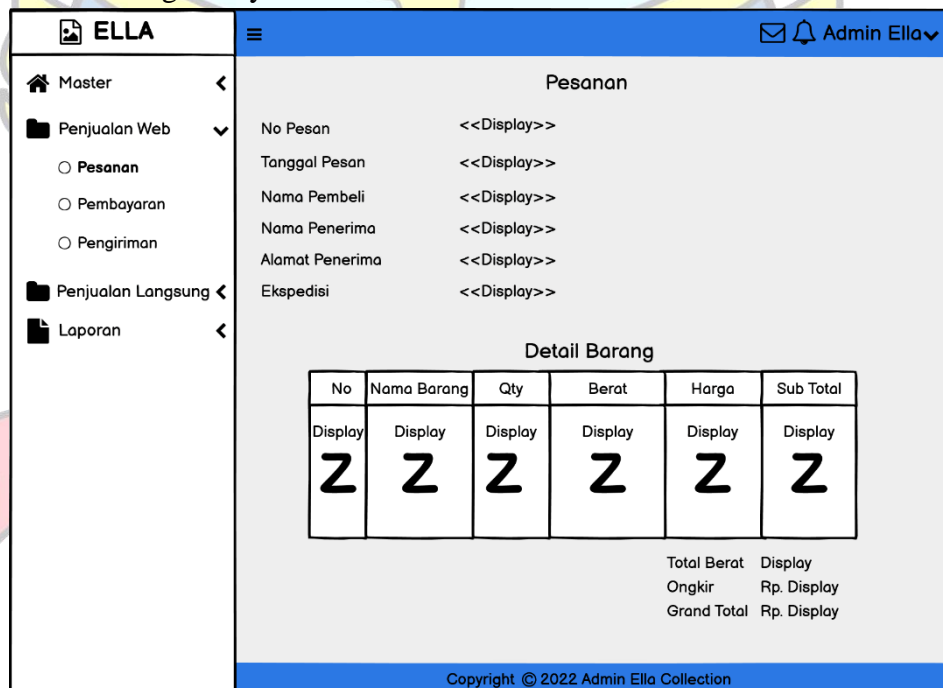 ELLA
Admin Ella
Master
Penjualan Web
Pesanan
Pembayaran
Pengiriman
Penjualan Langsung
Laporan
Pesanan
No Pesan <<Display>>
Tanggal Pesan <<Display>>
Nama Pembeli <<Display>>
Nama Penerima <<Display>>
Alamat Penerima <<Display>>
Ekspedisi <<Display>>
Detail Barang
No Nama Barang Qty Berat Harga Sub Total
Display Display Display Display Display Display
Z Z Z Z Z Z
Total Berat Display
Ongkir Rp. Display
Grand Total Rp. Display
Copyright © 2022 Admin Ella Collection